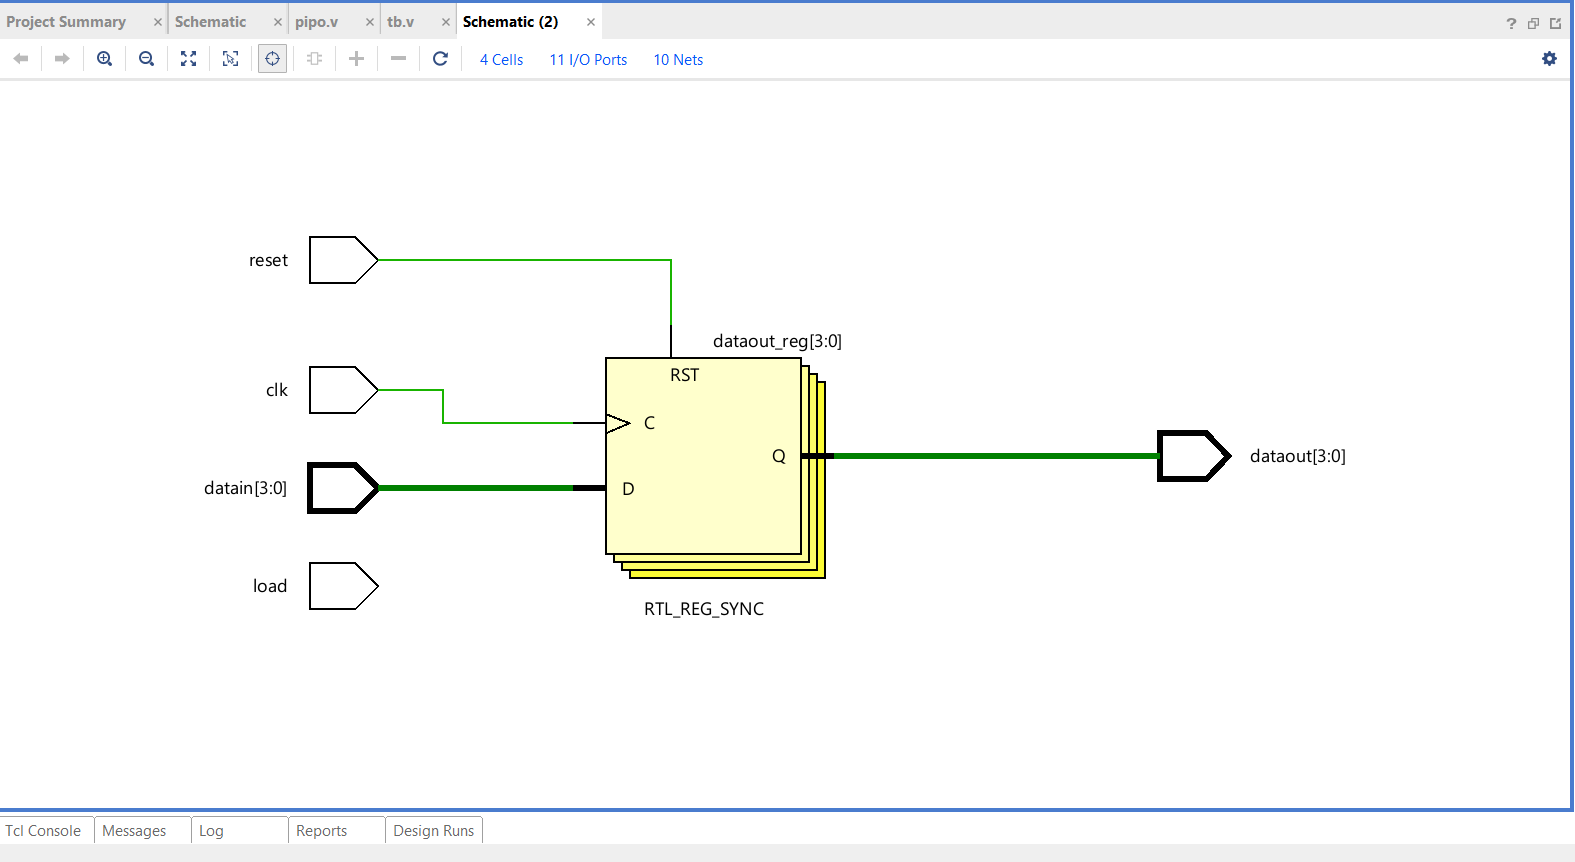 Project Summary × Schematic × pipo.v × tb.v × Schematic (2) × ?
4 Cells 11 I/O Ports 10 Nets
reset
dataout_reg[3:0]
RST
clk
C
Q
dataout[3:0]
datain[3:0]
D
load
RTL_REG_SYNC
Tcl Console Messages Log Reports Design Runs